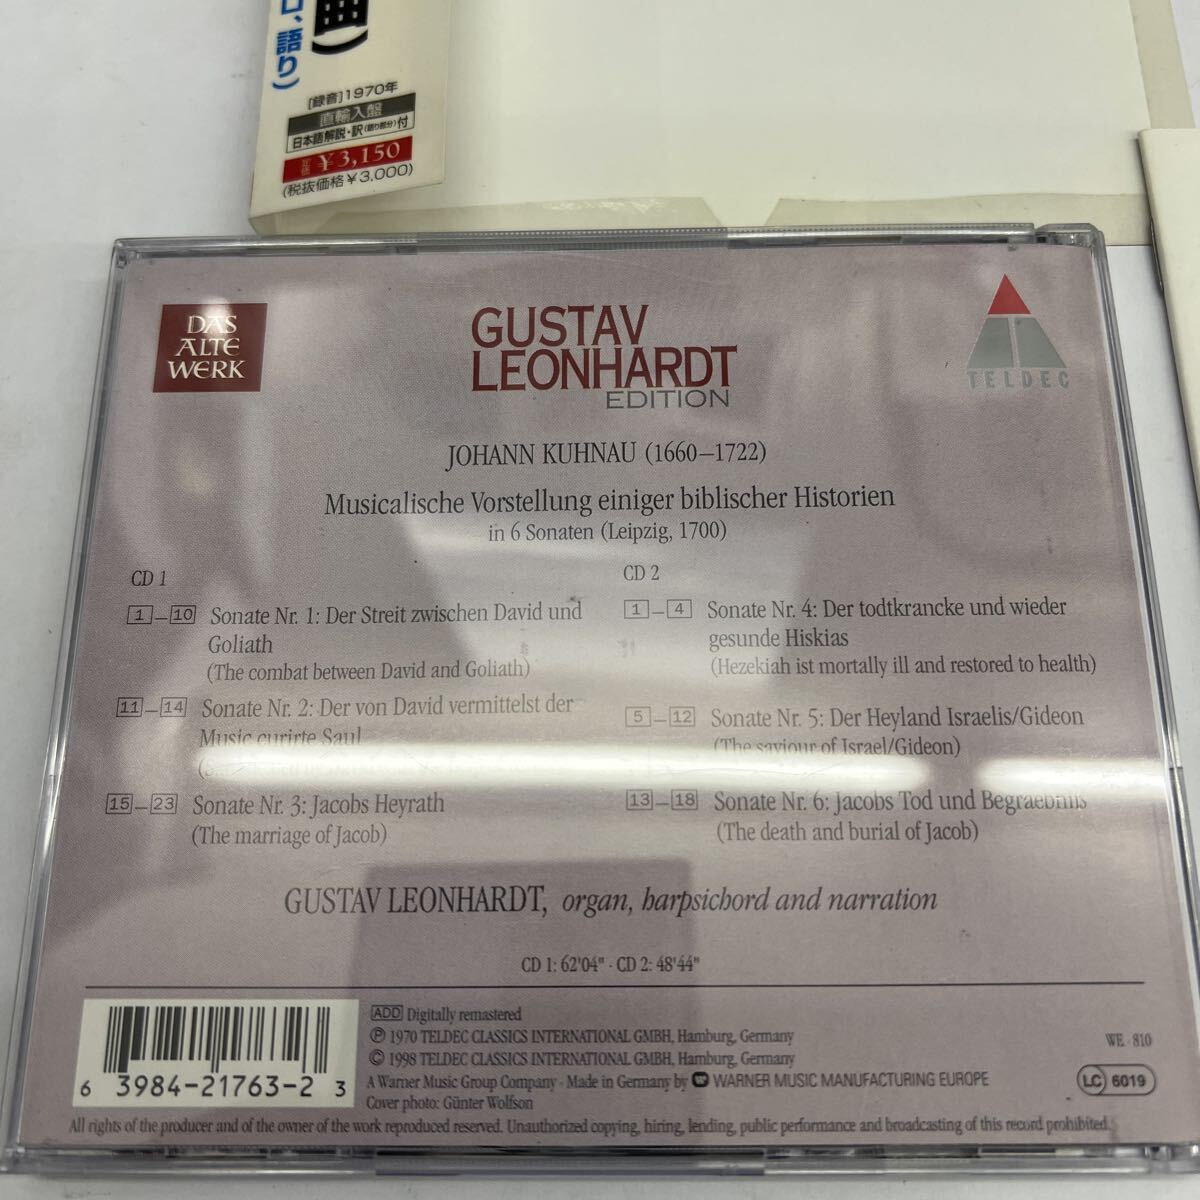 曲)
ロ、語り)
[録音]1970年
直輸入盤
日本語解説・訳(語り部分)付
定価 ¥3,150
(税抜価格¥3,000)
DAS
ALTE
WERK
GUSTAV
LEONHARDT
EDITION
TELDEC
JOHANN KUHNAU (1660–1722)
Musicalische Vorstellung einiger biblischer Historien
in 6 Sonaten (Leipzig, 1700)
CD 1
1–10 Sonate Nr. 1: Der Streit zwischen David und
Goliath
(The combat between David and Goliath)
11–14 Sonate Nr. 2: Der von David vermittelst der
Music curirte Saul
15–23 Sonate Nr. 3: Jacobs Heyrath
(The marriage of Jacob)
CD 2
1–4 Sonate Nr. 4: Der todtkrancke und wieder
gesunde Hiskias
(Hezekiah ist mortally ill and restored to health)
5–12 Sonate Nr. 5: Der Heyland Israelis/Gideon
(The saviour of Israel/Gideon)
13–18 Sonate Nr. 6: Jacobs Tod und Begraebniis
(The death and burial of Jacob)
GUSTAV LEONHARDT, organ, harpsichord and narration
CD 1: 62'04" · CD 2: 48'44"
6 39842-1763-2 3
ADD Digitally remastered
℗ 1970 TELDEC CLASSICS INTERNATIONAL GMBH, Hamburg, Germany
© 1998 TELDEC CLASSICS INTERNATIONAL GMBH, Hamburg, Germany
A Warner Music Group Company · Made in Germany by WARNER MUSIC MANUFACTURING EUROPE
Cover photo: Günter Wolfson
WE · 810
LC 6019
All rights of the producer and of the owner of the work reproduced reserved. Unauthorized copying, hiring, lending, public performance and broadcasting of this record prohibited.